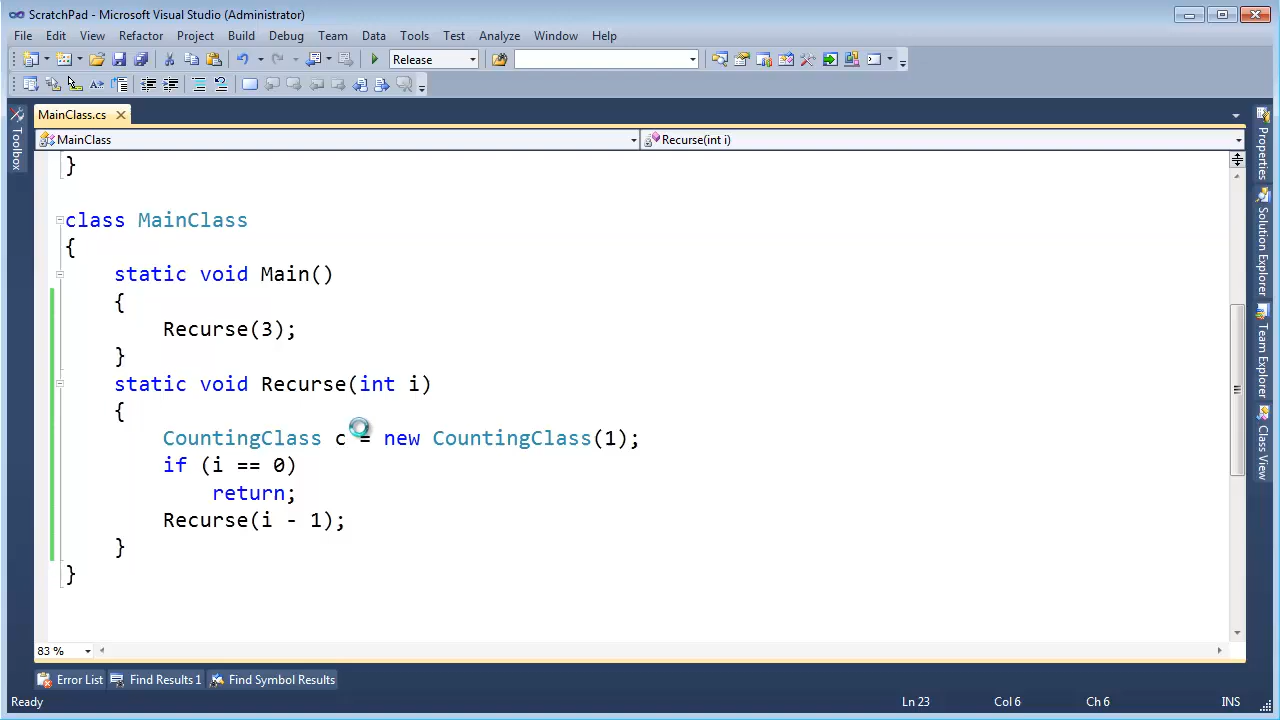 ScratchPad - Microsoft Visual Studio (Administrator)
File Edit View Refactor Project Build Debug Team Data Tools Test Analyze Window Help
Release
MainClass.cs
MainClass Recurse(int i)
}
class MainClass
{
static void Main()
{
Recurse(3);
}
static void Recurse(int i)
{
CountingClass c = new CountingClass(1);
if (i == 0)
return;
Recurse(i - 1);
}
}
Toolbox
Properties
Solution Explorer
Team Explorer
Class View
83 %
Error List Find Results 1 Find Symbol Results
Ready Ln 23 Col 6 Ch 6 INS